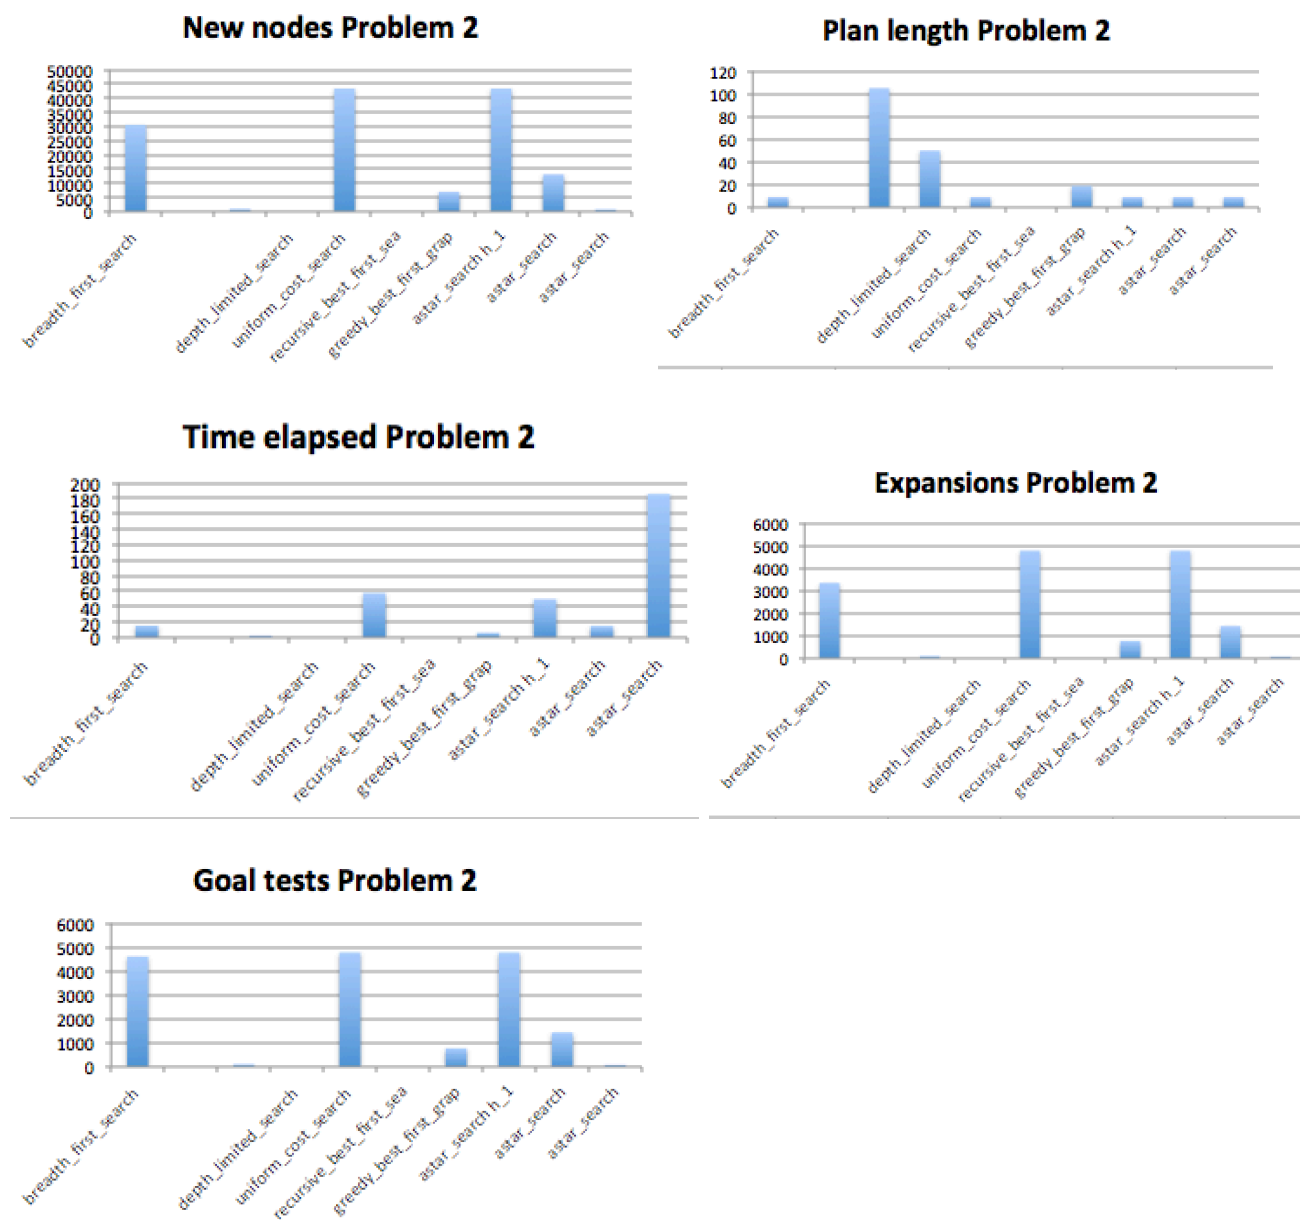 New nodes Problem 2
50000
45000
40000
35000
30000
25000
20000
15000
10000
5000
0
breadth_first_search
depth_limited_search
uniform_cost_search
recursive_best_first_sea
greedy_best_first_grap
astar_search h_1
astar_search
astar_search
Plan length Problem 2
120
100
80
60
40
20
0
breadth_first_search
depth_limited_search
uniform_cost_search
recursive_best_first_sea
greedy_best_first_grap
astar_search h_1
astar_search
astar_search
Time elapsed Problem 2
200
180
160
140
120
100
80
60
40
20
0
breadth_first_search
depth_limited_search
uniform_cost_search
recursive_best_first_sea
greedy_best_first_grap
astar_search h_1
astar_search
astar_search
Expansions Problem 2
6000
5000
4000
3000
2000
1000
0
breadth_first_search
depth_limited_search
uniform_cost_search
recursive_best_first_sea
greedy_best_first_grap
astar_search h_1
astar_search
astar_search
Goal tests Problem 2
6000
5000
4000
3000
2000
1000
0
breadth_first_search
depth_limited_search
uniform_cost_search
recursive_best_first_sea
greedy_best_first_grap
astar_search h_1
astar_search
astar_search